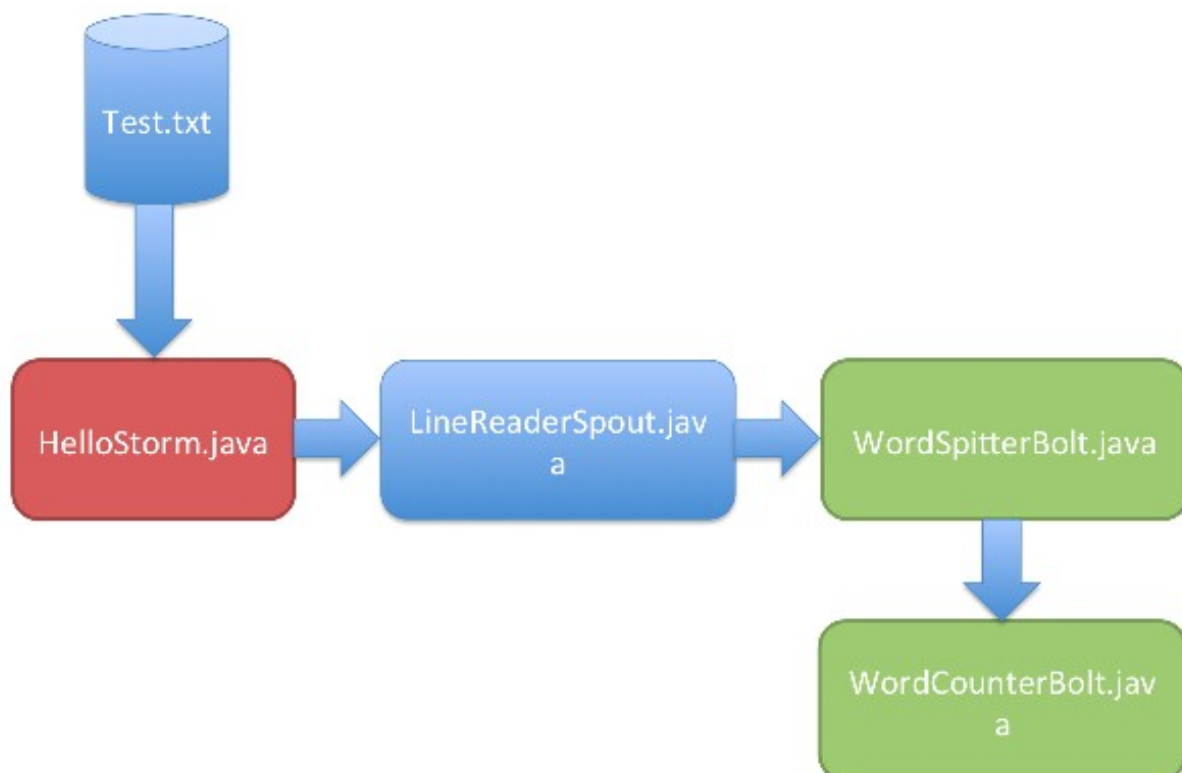 Test.txt
HelloStorm.java
LineReaderSpout.jav
a
WordSpitterBolt.java
WordCounterBolt.jav
a